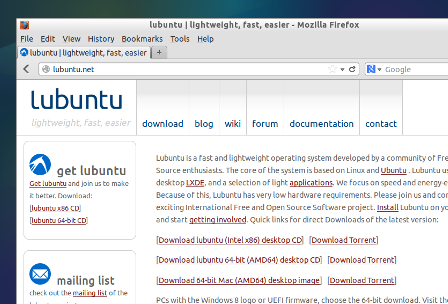 lubuntu | lightweight, fast, easier - Mozilla Firefox
File Edit View History Bookmarks Tools Help
lubuntu | lightweight, fast, easier +
lubuntu.net Google
lubuntu
lightweight, fast, easier
download blog wiki forum documentation contact
get lubuntu
Get lubuntu and join us to make
it better. Download:
[lubuntu x86 CD]
[lubuntu 64-bit CD]
mailing list
check out the mailing list of the
Lubuntu is a fast and lightweight operating system developed by a community of Fre
Source enthusiasts. The core of the system is based on Linux and Ubuntu . Lubuntu us
desktop LXDE, and a selection of light applications. We focus on speed and energy-e
Because of this, lubuntu has very low hardware requirements. Please join us and con
exciting International Free and Open Source Software project. Install Lubuntu on yo
and start getting involved. Quick links for direct Downloads of the latest version:
[Download lubuntu (Intel x86) desktop CD] [Download Torrent]
[Download lubuntu 64-bit (AMD64) desktop CD] [Download Torrent]
[Download 64-bit Mac (AMD64) desktop image] [Download Torrent]
PCs with the Windows 8 logo or UEFI firmware, choose the 64-bit download. Visit the